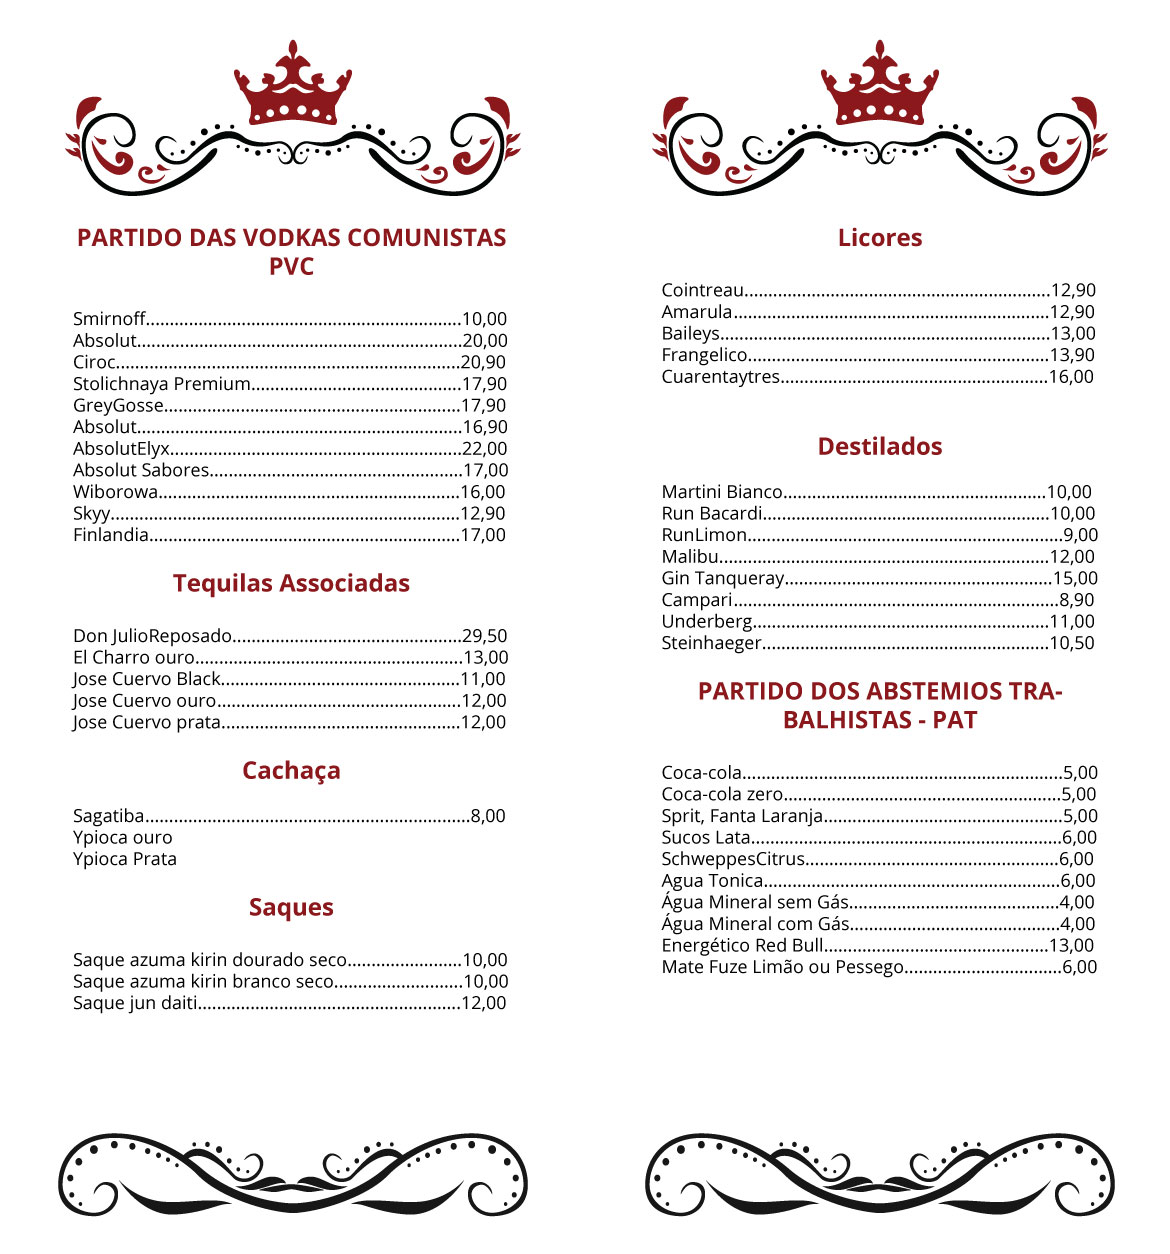 PARTIDO DAS VODKAS COMUNISTAS
PVC
Smirnoff.................................................................10,00
Absolut...................................................................20,00
Ciroc.......................................................................20,90
Stolichnaya Premium...........................................17,90
GreyGosse.............................................................17,90
Absolut...................................................................16,90
AbsolutElyx............................................................22,00
Absolut Sabores....................................................17,00
Wiborowa..............................................................16,00
Skyy........................................................................12,90
Finlandia................................................................17,00
Tequilas Associadas
Don JulioReposado...............................................29,50
El Charro ouro.......................................................13,00
Jose Cuervo Black.................................................11,00
Jose Cuervo ouro..................................................12,00
Jose Cuervo prata.................................................12,00
Cachaça
Sagatiba...................................................................8,00
Ypioca ouro
Ypioca Prata
Saques
Saque azuma kirin dourado seco........................10,00
Saque azuma kirin branco seco...........................10,00
Saque jun daiti......................................................12,00
Licores
Cointreau...............................................................12,90
Amarula.................................................................12,90
Baileys....................................................................13,00
Frangelico..............................................................13,90
Cuarentaytres.......................................................16,00
Destilados
Martini Bianco......................................................10,00
Run Bacardi...........................................................10,00
RunLimon.................................................................9,00
Malibu....................................................................12,00
Gin Tanqueray.......................................................15,00
Campari...................................................................8,90
Underberg.............................................................11,00
Steinhaeger...........................................................10,50
PARTIDO DOS ABSTEMIOS TRA-
BALHISTAS - PAT
Coca-cola..................................................................5,00
Coca-cola zero.........................................................5,00
Sprit, Fanta Laranja.................................................5,00
Sucos Lata................................................................6,00
SchweppesCitrus....................................................6,00
Agua Tonica.............................................................6,00
Água Mineral sem Gás...........................................4,00
Água Mineral com Gás...........................................4,00
Energético Red Bull..............................................13,00
Mate Fuze Limão ou Pessego................................6,00